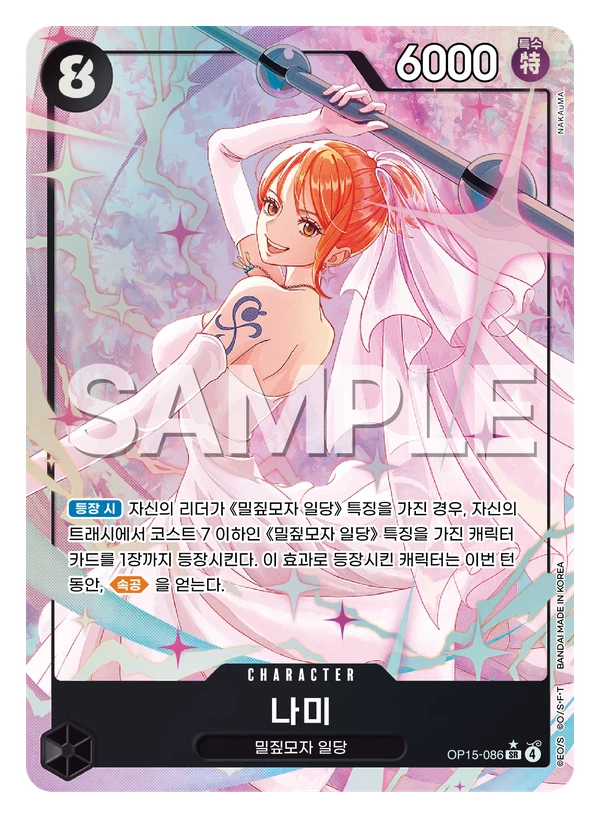 8
6000
특수
特
NAKAuMA
SAMPLE
등장 시 자신의 리더가 《밀짚모자 일당》 특징을 가진 경우, 자신의
트래시에서 코스트 7 이하인 《밀짚모자 일당》 특징을 가진 캐릭터
카드를 1장까지 등장시킨다. 이 효과로 등장시킨 캐릭터는 이번 턴
동안, 속공 을 얻는다.
CHARACTER
나미
밀짚모자 일당
OP15-086 SR 4
©EO/S ©O/S·F·T BANDAI MADE IN KOREA